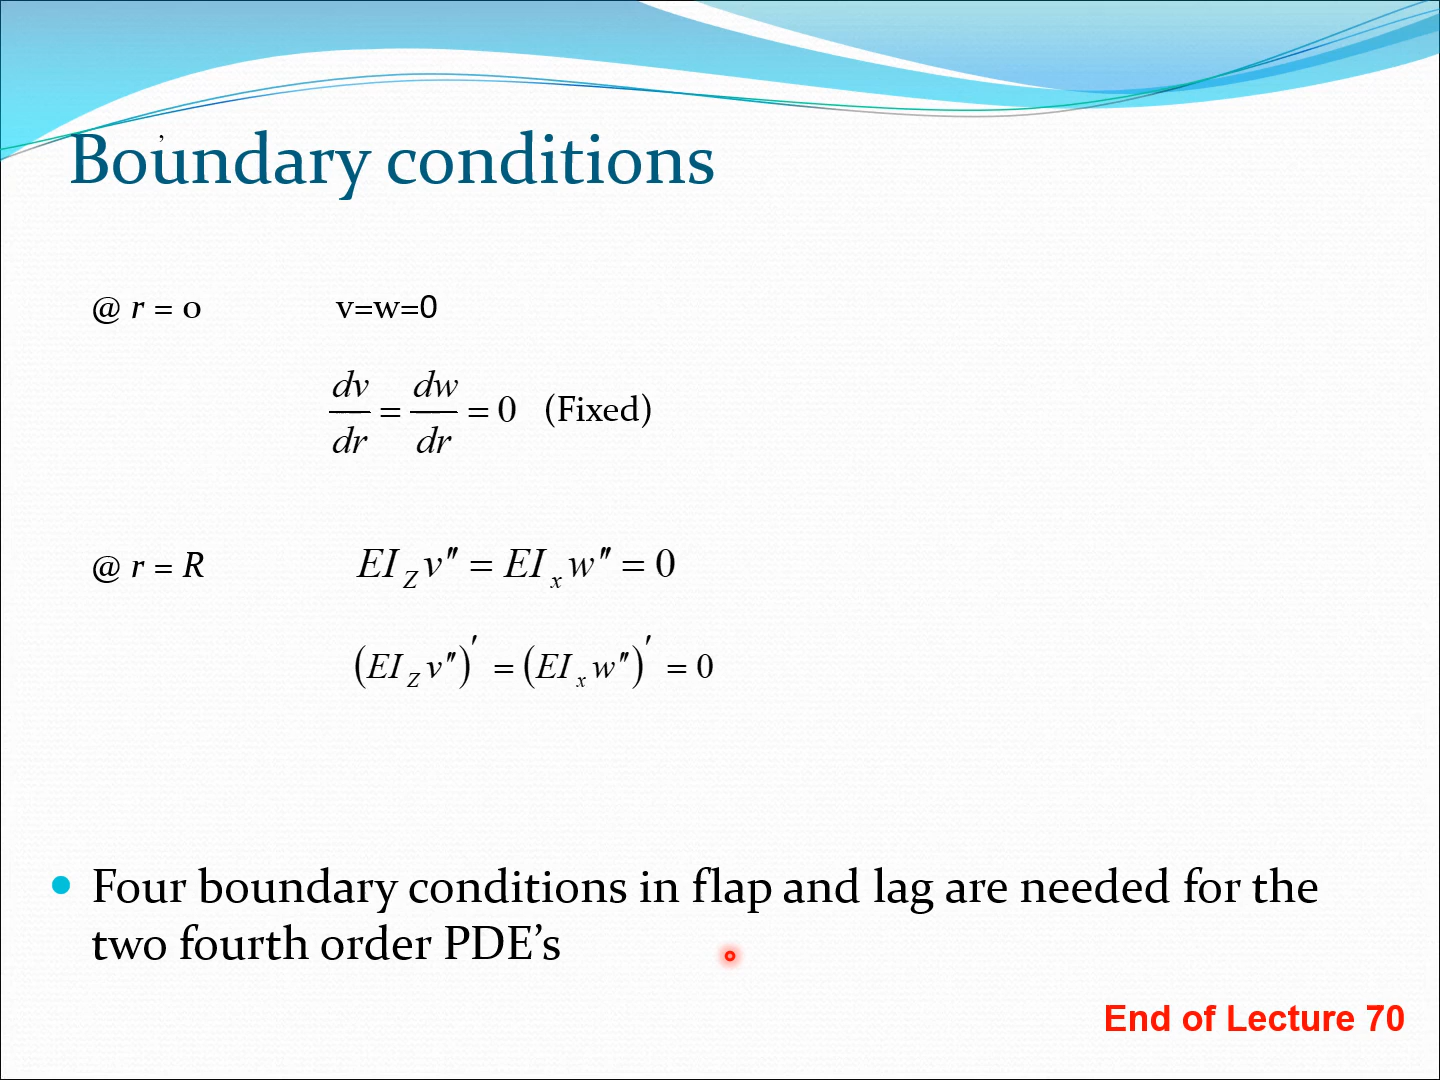 Boundary conditions
,
@ r = 0 v=w=0
dv/dr = dw/dr = 0 (Fixed)
@ r = R EI_Z v″ = EI_x w″ = 0
(EI_Z v″)′ = (EI_x w″)′ = 0
Four boundary conditions in flap and lag are needed for the
two fourth order PDE’s
End of Lecture 70